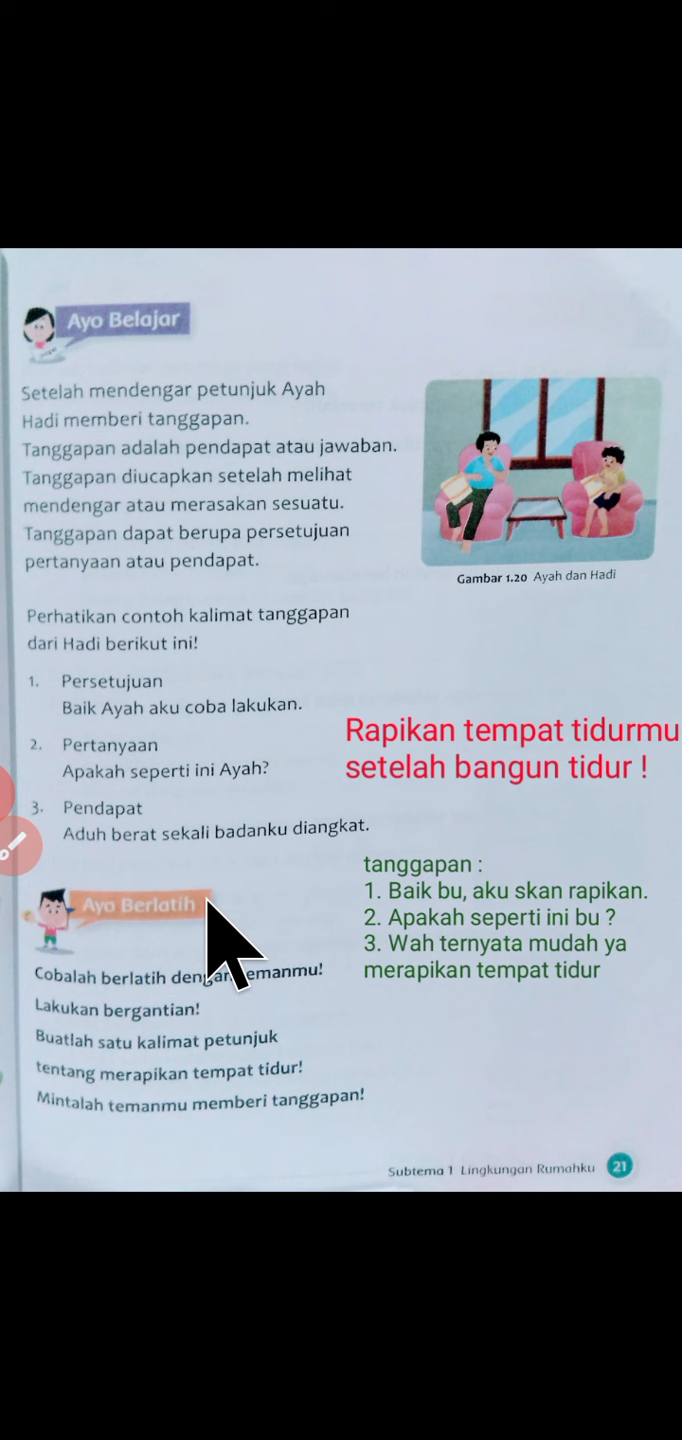 Ayo Belajar
Setelah mendengar petunjuk Ayah
Hadi memberi tanggapan.
Tanggapan adalah pendapat atau jawaban.
Tanggapan diucapkan setelah melihat
mendengar atau merasakan sesuatu.
Tanggapan dapat berupa persetujuan
pertanyaan atau pendapat.
Gambar 1.20 Ayah dan Hadi
Perhatikan contoh kalimat tanggapan
dari Hadi berikut ini!
1. Persetujuan
Baik Ayah aku coba lakukan.
2. Pertanyaan
Apakah seperti ini Ayah?
3. Pendapat
Aduh berat sekali badanku diangkat.
Rapikan tempat tidurmu
setelah bangun tidur !
tanggapan :
1. Baik bu, aku skan rapikan.
2. Apakah seperti ini bu ?
3. Wah ternyata mudah ya
merapikan tempat tidur
Ayo Berlatih
Cobalah berlatih dengan temanmu!
Lakukan bergantian!
Buatlah satu kalimat petunjuk
tentang merapikan tempat tidur!
Mintalah temanmu memberi tanggapan!
Subtema 1 Lingkungan Rumahku 21